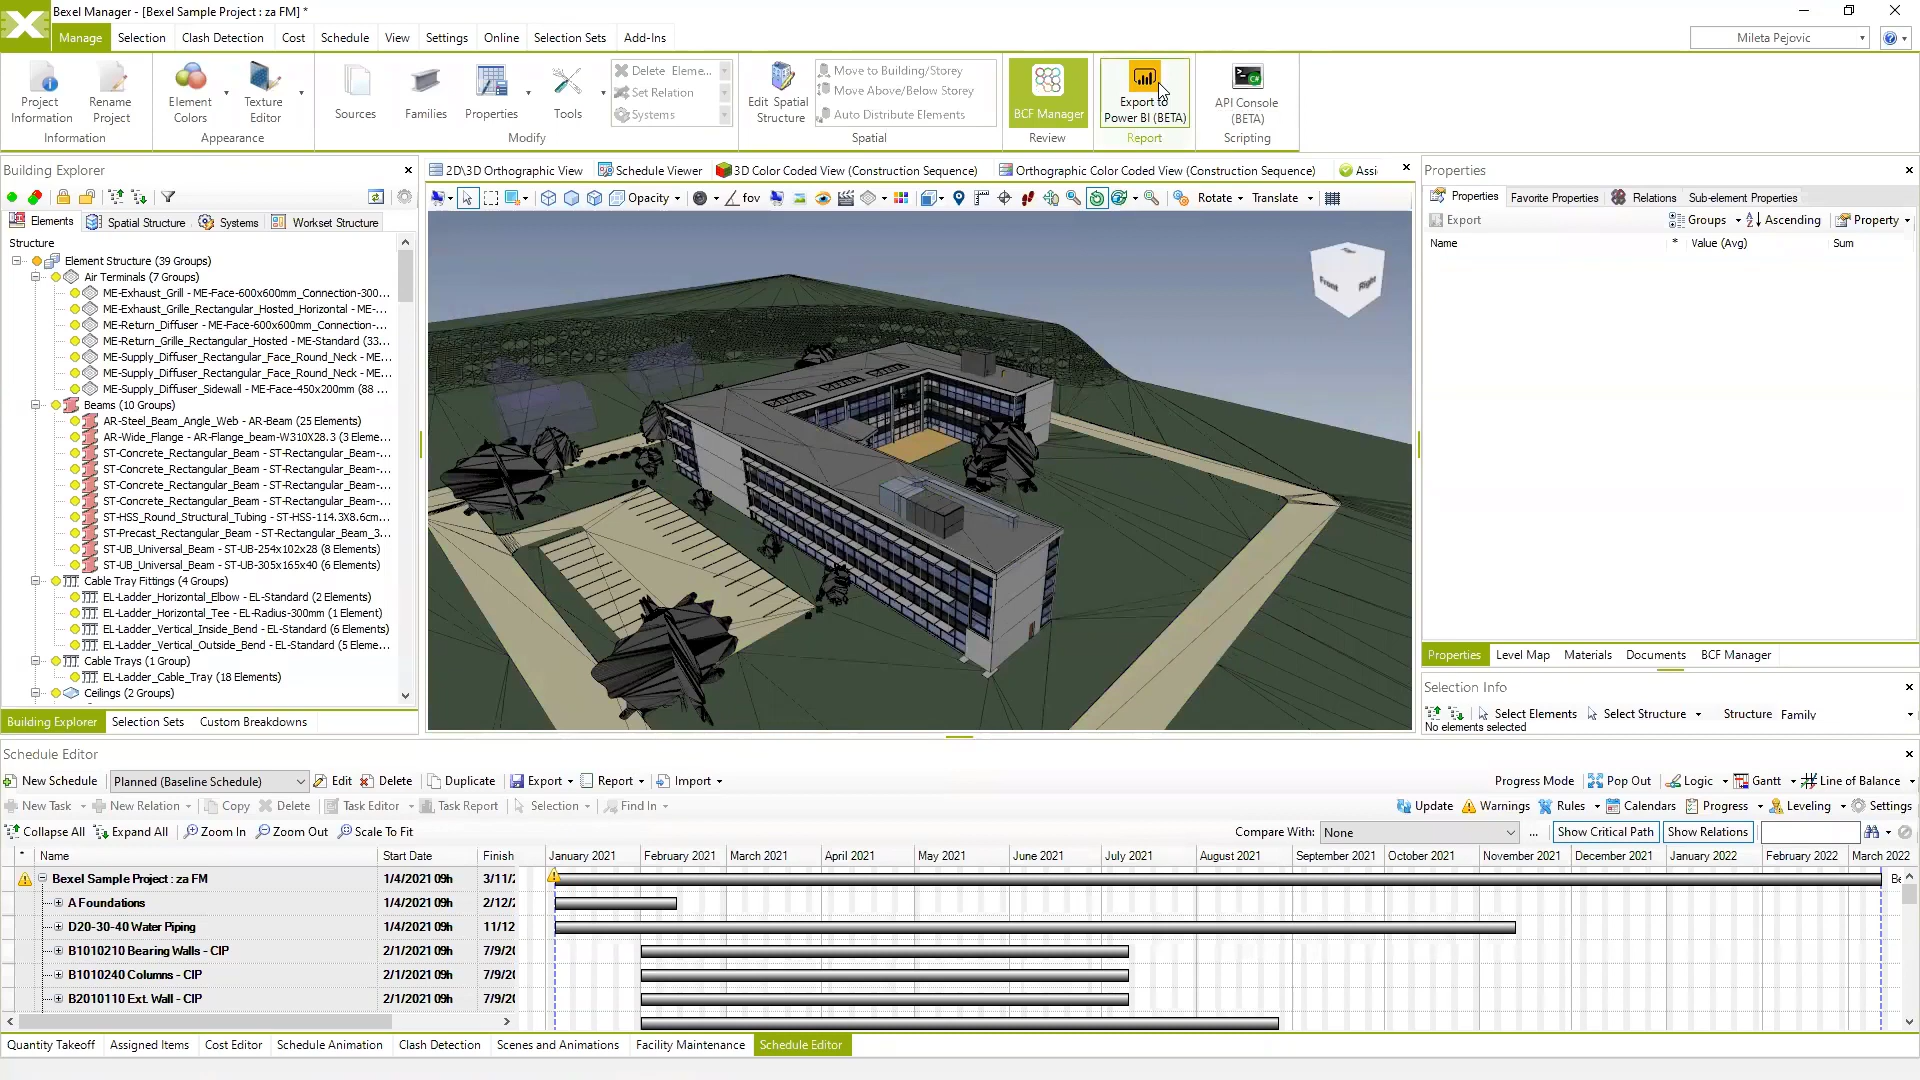 Bexel Manager - [Bexel Sample Project : za FM] *
Manage Selection Clash Detection Cost Schedule View Settings Online Selection Sets Add-Ins Mileta Pejovic
Project Information
Rename Project
Information
Element Colors
Texture Editor
Appearance
Sources
Families
Properties
Tools
Delete Eleme...
Set Relation
Systems
Modify
Edit Spatial Structure
Move to Building/Storey
Move Above/Below Storey
Auto Distribute Elements
Spatial
BCF Manager
Review
Export to Power BI (BETA)
Report
API Console (BETA)
Scripting
Building Explorer
Elements Spatial Structure Systems Workset Structure
Structure
Element Structure (39 Groups)
Air Terminals (7 Groups)
ME-Exhaust_Grill - ME-Face-600x600mm_Connection-300...
ME-Exhaust_Grille_Rectangular_Hosted_Horizontal - ME-...
ME-Return_Diffuser - ME-Face-600x600mm_Connection-...
ME-Return_Grille_Rectangular_Hosted - ME-Standard (33...
ME-Supply_Diffuser_Rectangular_Face_Round_Neck - ME...
ME-Supply_Diffuser_Rectangular_Face_Round_Neck - ME...
ME-Supply_Diffuser_Sidewall - ME-Face-450x200mm (88 ...
Beams (10 Groups)
AR-Steel_Beam_Angle_Web - AR-Beam (25 Elements)
AR-Wide_Flange - AR-Flange_beam-W310X28.3 (3 Eleme...
ST-Concrete_Rectangular_Beam - ST-Rectangular_Beam-...
ST-Concrete_Rectangular_Beam - ST-Rectangular_Beam-...
ST-Concrete_Rectangular_Beam - ST-Rectangular_Beam-...
ST-Concrete_Rectangular_Beam - ST-Rectangular_Beam-...
ST-HSS_Round_Structural_Tubing - ST-HSS-114.3X8.6cm...
ST-Precast_Rectangular_Beam - ST-Rectangular_Beam_3...
ST-UB_Universal_Beam - ST-UB-254x102x28 (8 Elements)
ST-UB_Universal_Beam - ST-UB-305x165x40 (6 Elements)
Cable Tray Fittings (4 Groups)
EL-Ladder_Horizontal_Elbow - EL-Standard (2 Elements)
EL-Ladder_Horizontal_Tee - EL-Radius-300mm (1 Element)
EL-Ladder_Vertical_Inside_Bend - EL-Standard (6 Elements)
EL-Ladder_Vertical_Outside_Bend - EL-Standard (5 Eleme...
Cable Trays (1 Group)
EL-Ladder_Cable_Tray (18 Elements)
Ceilings (2 Groups)
Building Explorer Selection Sets Custom Breakdowns
2D\3D Orthographic View Schedule Viewer 3D Color Coded View (Construction Sequence) Orthographic Color Coded View (Construction Sequence) Assi
Opacity fov Rotate Translate
Front Right
Properties
Properties Favorite Properties Relations Sub-element Properties
Export Groups Ascending Property
Name * Value (Avg) Sum
Properties Level Map Materials Documents BCF Manager
Selection Info
Select Elements Select Structure Structure Family
No elements selected
Schedule Editor
New Schedule Planned (Baseline Schedule) Edit Delete Duplicate Export Report Import Progress Mode Pop Out Logic Gantt Line of Balance
New Task New Relation Copy Delete Task Editor Task Report Selection Find In Update Warnings Rules Calendars Progress Leveling Settings
Collapse All Expand All Zoom In Zoom Out Scale To Fit Compare With: None ... Show Critical Path Show Relations
* Name Start Date Finish January 2021 February 2021 March 2021 April 2021 May 2021 June 2021 July 2021 August 2021 September 2021 October 2021 November 2021 December 2021 January 2022 February 2022 March 2022
Bexel Sample Project : za FM 1/4/2021 09h 3/11/2 Be
A Foundations 1/4/2021 09h 2/12/2
D20-30-40 Water Piping 1/4/2021 09h 11/12
B1010210 Bearing Walls - CIP 2/1/2021 09h 7/9/20
B1010240 Columns - CIP 2/1/2021 09h 7/9/20
B2010110 Ext. Wall - CIP 2/1/2021 09h 7/9/20
Quantity Takeoff Assigned Items Cost Editor Schedule Animation Clash Detection Scenes and Animations Facility Maintenance Schedule Editor